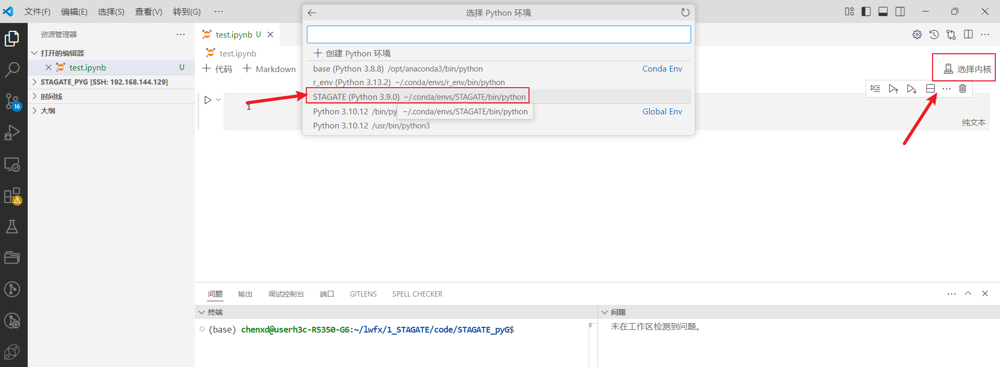 文件(F) 编辑(E) 选择(S) 查看(V) 转到(G) ···
选择 Python 环境
资源管理器 ···
test.ipynb U
打开的编辑器
test.ipynb U
STAGATE_PYG [SSH: 192.168.144.129]
时间线
大纲
16
test.ipynb
代码 Markdown
选择内核
创建 Python 环境
base (Python 3.8.8) /opt/anaconda3/bin/python Conda Env
r_env (Python 3.13.2) ~/.conda/envs/r_env/bin/python
STAGATE (Python 3.9.0) ~/.conda/envs/STAGATE/bin/python
Python 3.10.12 /bin/py Global Env
~/.conda/envs/STAGATE/bin/python
Python 3.10.12 /usr/bin/python3
1
纯文本
问题 输出 调试控制台 端口 GITLENS SPELL CHECKER
终端
(base) chenxd@userh3c-R5350-G6:~/lwfx/1_STAGATE/code/STAGATE_pyG$
问题
未在工作区检测到问题。